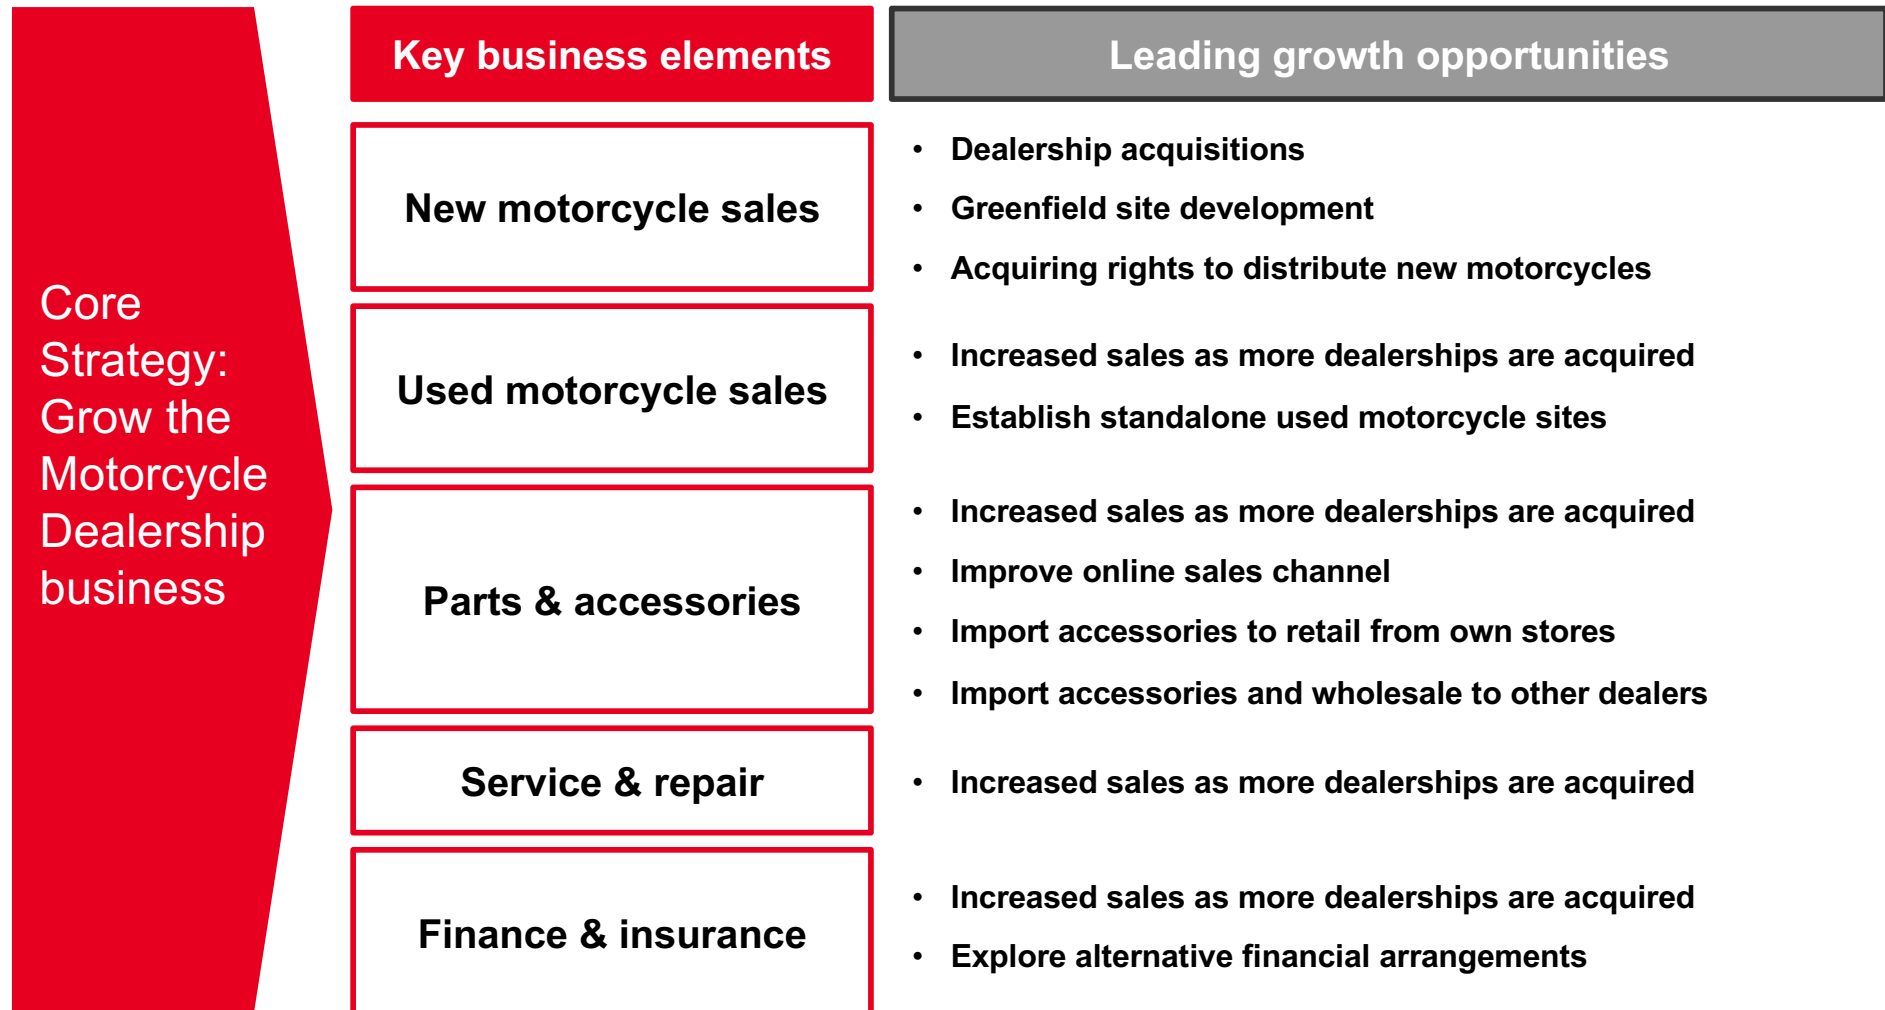 Core
Strategy:
Grow the
Motorcycle
Dealership
business
Key business elements
Leading growth opportunities
New motorcycle sales
• Dealership acquisitions
• Greenfield site development
• Acquiring rights to distribute new motorcycles
Used motorcycle sales
• Increased sales as more dealerships are acquired
• Establish standalone used motorcycle sites
Parts & accessories
• Increased sales as more dealerships are acquired
• Improve online sales channel
• Import accessories to retail from own stores
• Import accessories and wholesale to other dealers
Service & repair
• Increased sales as more dealerships are acquired
Finance & insurance
• Increased sales as more dealerships are acquired
• Explore alternative financial arrangements